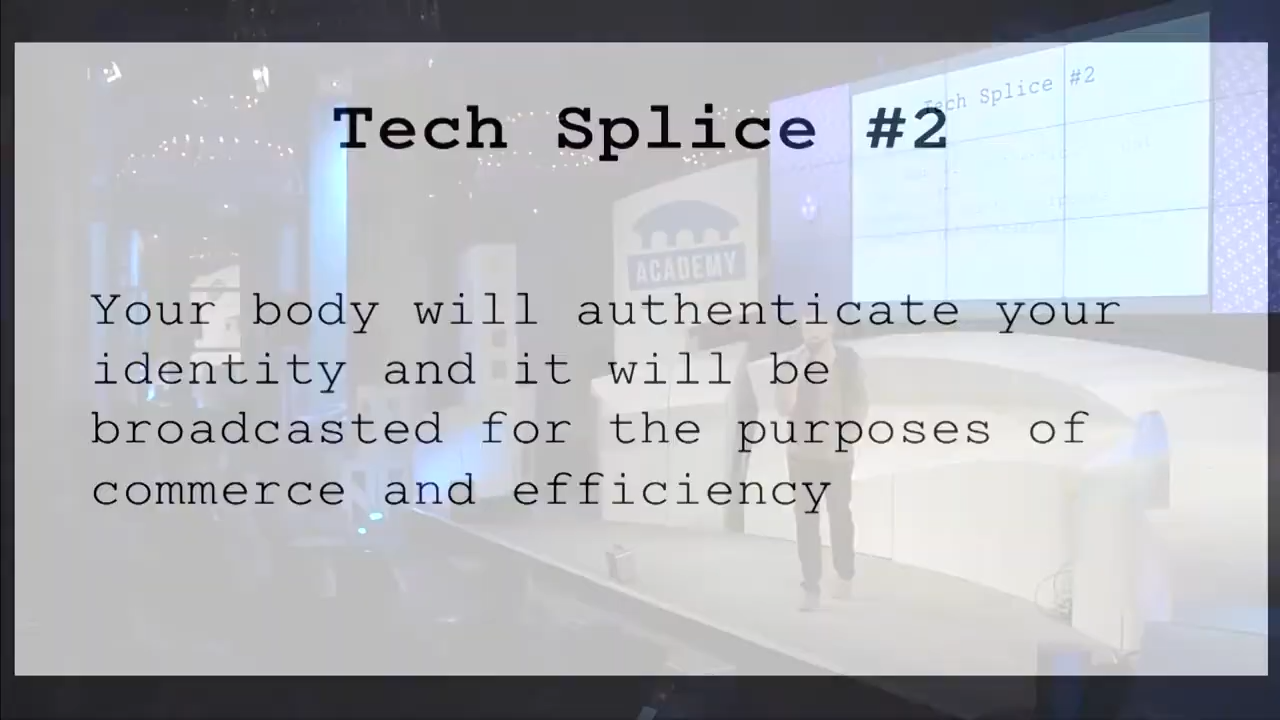 Tech Splice #2
Tech Splice #2
ACADEMY
Your body will authenticate your
identity and it will be
broadcasted for the purposes of
commerce and efficiency